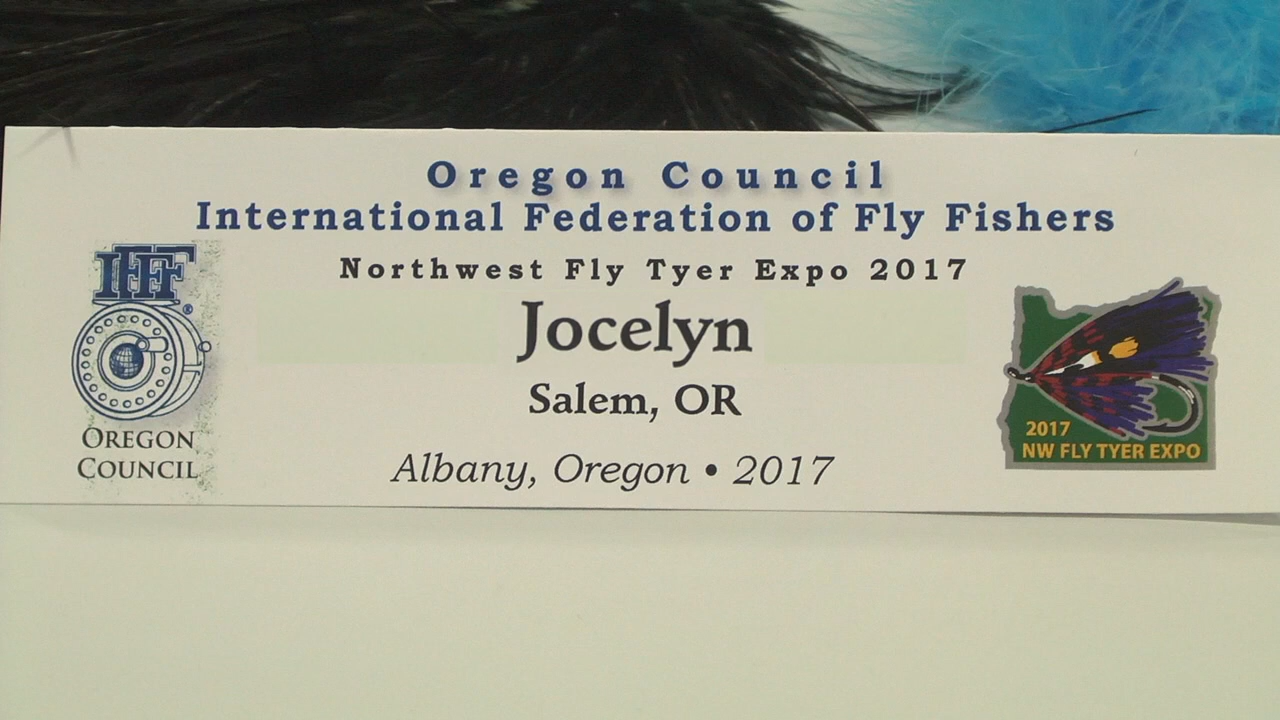 Oregon Council
International Federation of Fly Fishers
Northwest Fly Tyer Expo 2017
Jocelyn
Salem, OR
Albany, Oregon • 2017
IFFF
®
OREGON
COUNCIL
2017
NW FLY TYER EXPO